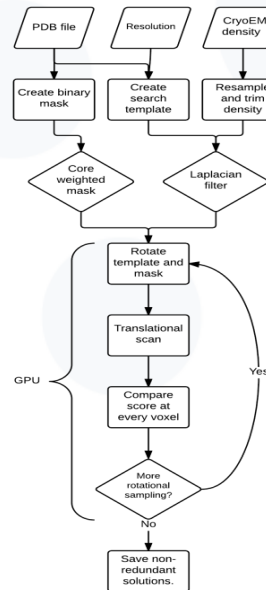 PDB file
Resolution
CryoEM
density
Create binary
mask
Create
search
template
Resample
and trim
density
Core
weighted
mask
Laplacian
filter
Rotate
template and
mask
Translational
scan
GPU
Yes
Compare
score at
every voxel
More
rotational
sampling?
No
Save non-
redundant
solutions.